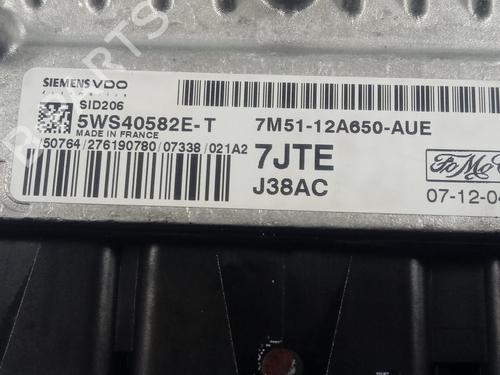 SIEMENS VDO
SID206
5WS40582E-T
7M51-12A650-AUE
MADE IN FRANCE
50764/276190780/07338/021A2
7JTE
J38AC
07-12-04